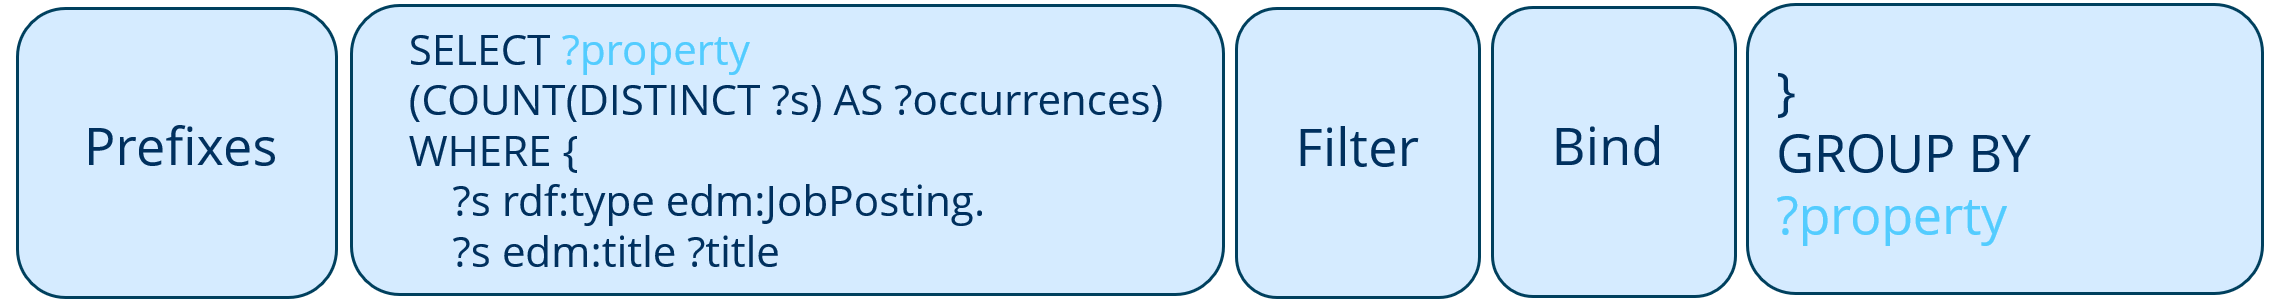 Prefixes
SELECT ?property
(COUNT(DISTINCT ?s) AS ?occurrences)
WHERE {
?s rdf:type edm:JobPosting.
?s edm:title ?title
Filter
Bind
}
GROUP BY
?property